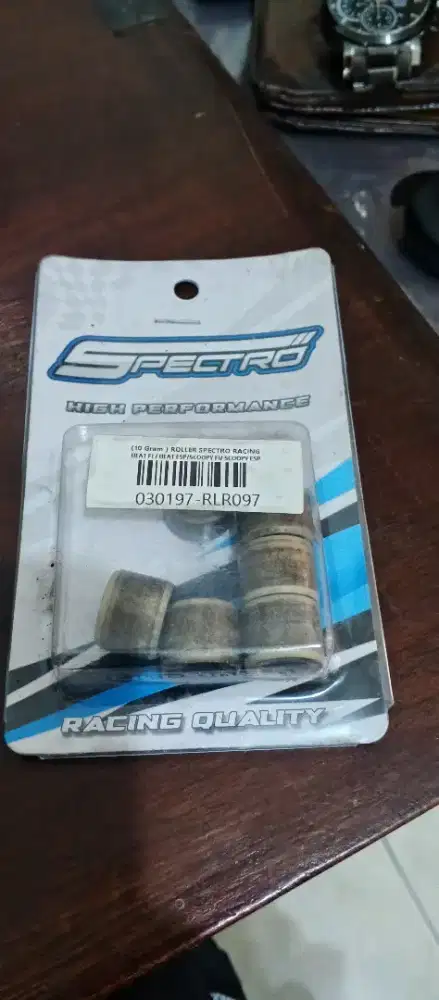 SPECTRO
HIGH PERFORMANCE
(10 Gram ) ROLLER SPECTRO RACING
BEAT FI / BEAT ESP/SCOOPY FI/ SCOOPY ESP
030197-RLR097
RACING QUALITY